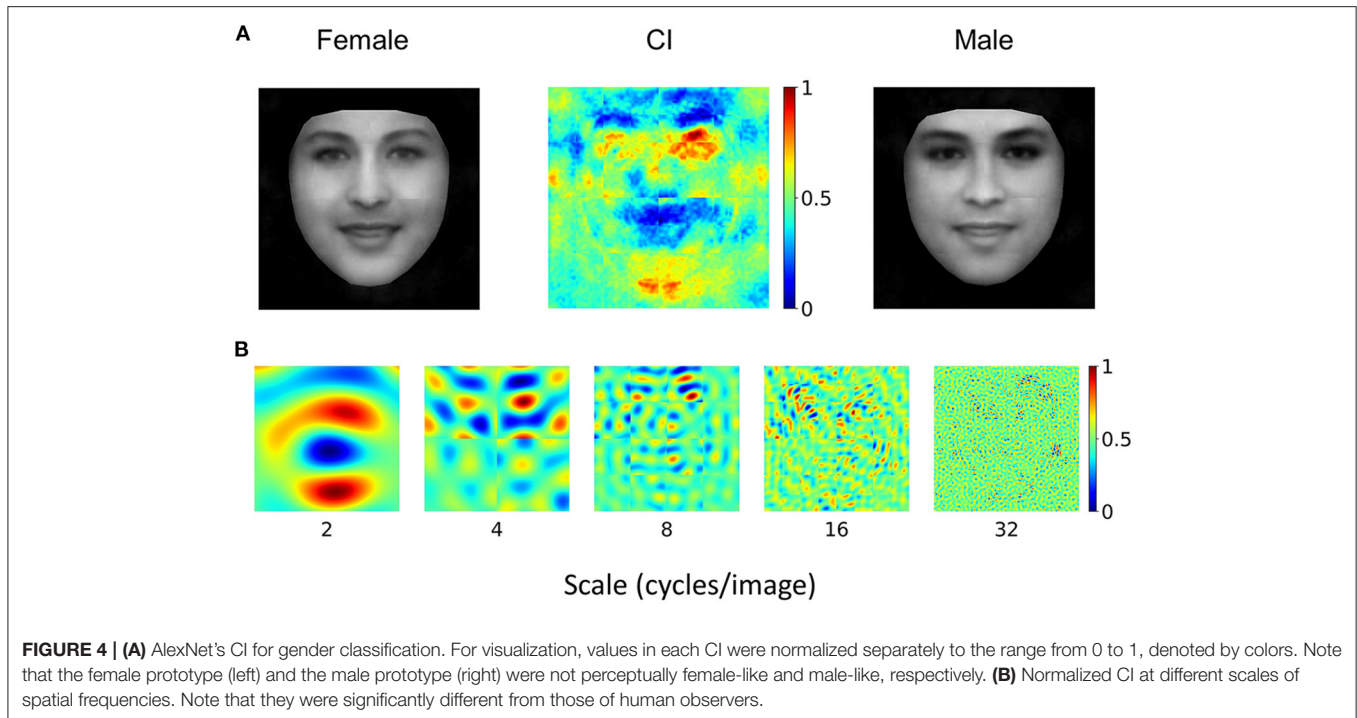 A
Female CI Male
1
0.5
0
B
1
0.5
0
2 4 8 16 32
Scale (cycles/image)
FIGURE 4 | (A) AlexNet's CI for gender classification. For visualization, values in each CI were normalized separately to the range from 0 to 1, denoted by colors. Note
that the female prototype (left) and the male prototype (right) were not perceptually female-like and male-like, respectively. (B) Normalized CI at different scales of
spatial frequencies. Note that they were significantly different from those of human observers.